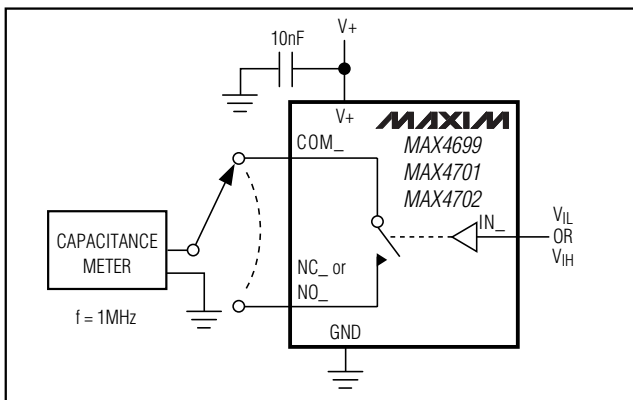 V+
10nF
V+
MAXIM
COM_
MAX4699
MAX4701
MAX4702
IN_
VIL
OR
VIH
CAPACITANCE
METER
NC_ or
NO_
f = 1MHz
GND